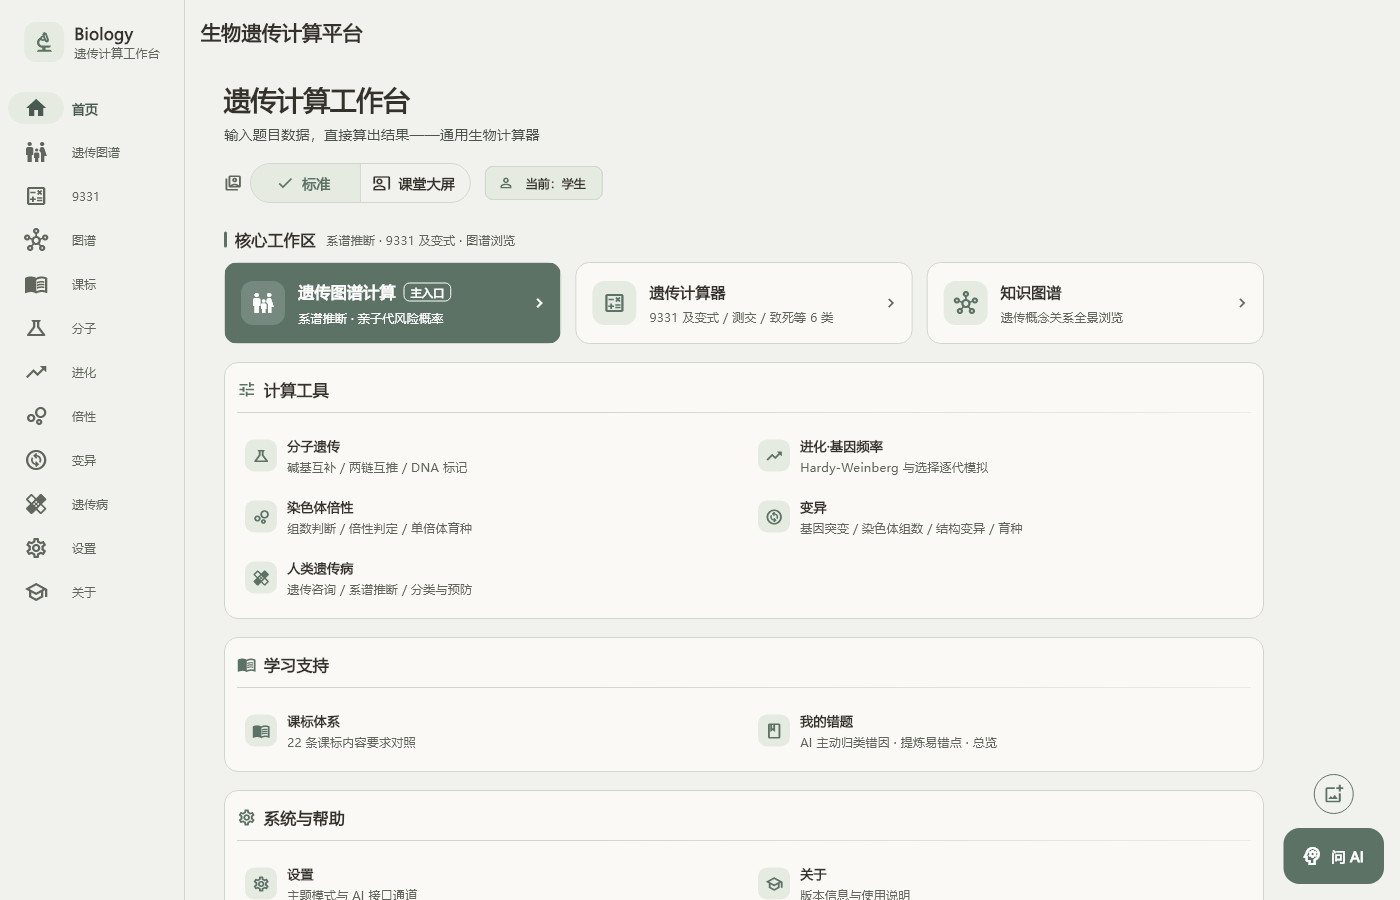 Biology
遗传计算工作台
首页
遗传图谱
9331
图谱
课标
分子
进化
倍性
变异
遗传病
设置
关于
生物遗传计算平台
遗传计算工作台
输入题目数据，直接算出结果——通用生物计算器
标准
课堂大屏
当前：学生
核心工作区 系谱推断 · 9331 及变式 · 图谱浏览
遗传图谱计算 主入口
系谱推断 · 亲子代风险概率
遗传计算器
9331 及变式 / 测交 / 致死等 6 类
知识图谱
遗传概念关系全景浏览
计算工具
分子遗传
碱基互补 / 两链互推 / DNA 标记
进化·基因频率
Hardy-Weinberg 与选择逐代模拟
染色体倍性
组数判断 / 倍性判定 / 单倍体育种
变异
基因突变 / 染色体组数 / 结构变异 / 育种
人类遗传病
遗传咨询 / 系谱推断 / 分类与预防
学习支持
课标体系
22 条课标内容要求对照
我的错题
AI 主动归类错因 · 提炼易错点 · 总览
系统与帮助
设置
主题模式与 AI 接口通道
关于
版本信息与使用说明
问 AI